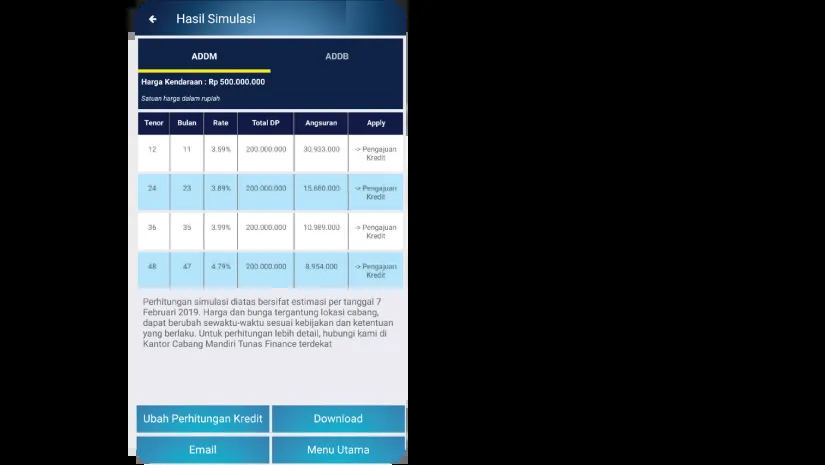 Hasil Simulasi
ADDM ADDB
Harga Kendaraan : Rp 500.000.000
Satuan harga dalam rupiah
Tenor Bulan Rate Total DP Angsuran Apply
12 11 3.59% 200.000.000 30.933.000 -> Pengajuan
Kredit
24 23 3.89% 200.000.000 15.680.000 -> Pengajuan
Kredit
36 35 3.99% 200.000.000 10.989.000 -> Pengajuan
Kredit
48 47 4.79% 200.000.000 8.954.000 -> Pengajuan
Kredit
Perhitungan simulasi diatas bersifat estimasi per tanggal 7
Februari 2019. Harga dan bunga tergantung lokasi cabang,
dapat berubah sewaktu-waktu sesuai kebijakan dan ketentuan
yang berlaku. Untuk perhitungan lebih detail, hubungi kami di
Kantor Cabang Mandiri Tunas Finance terdekat
Ubah Perhitungan Kredit Download
Email Menu Utama